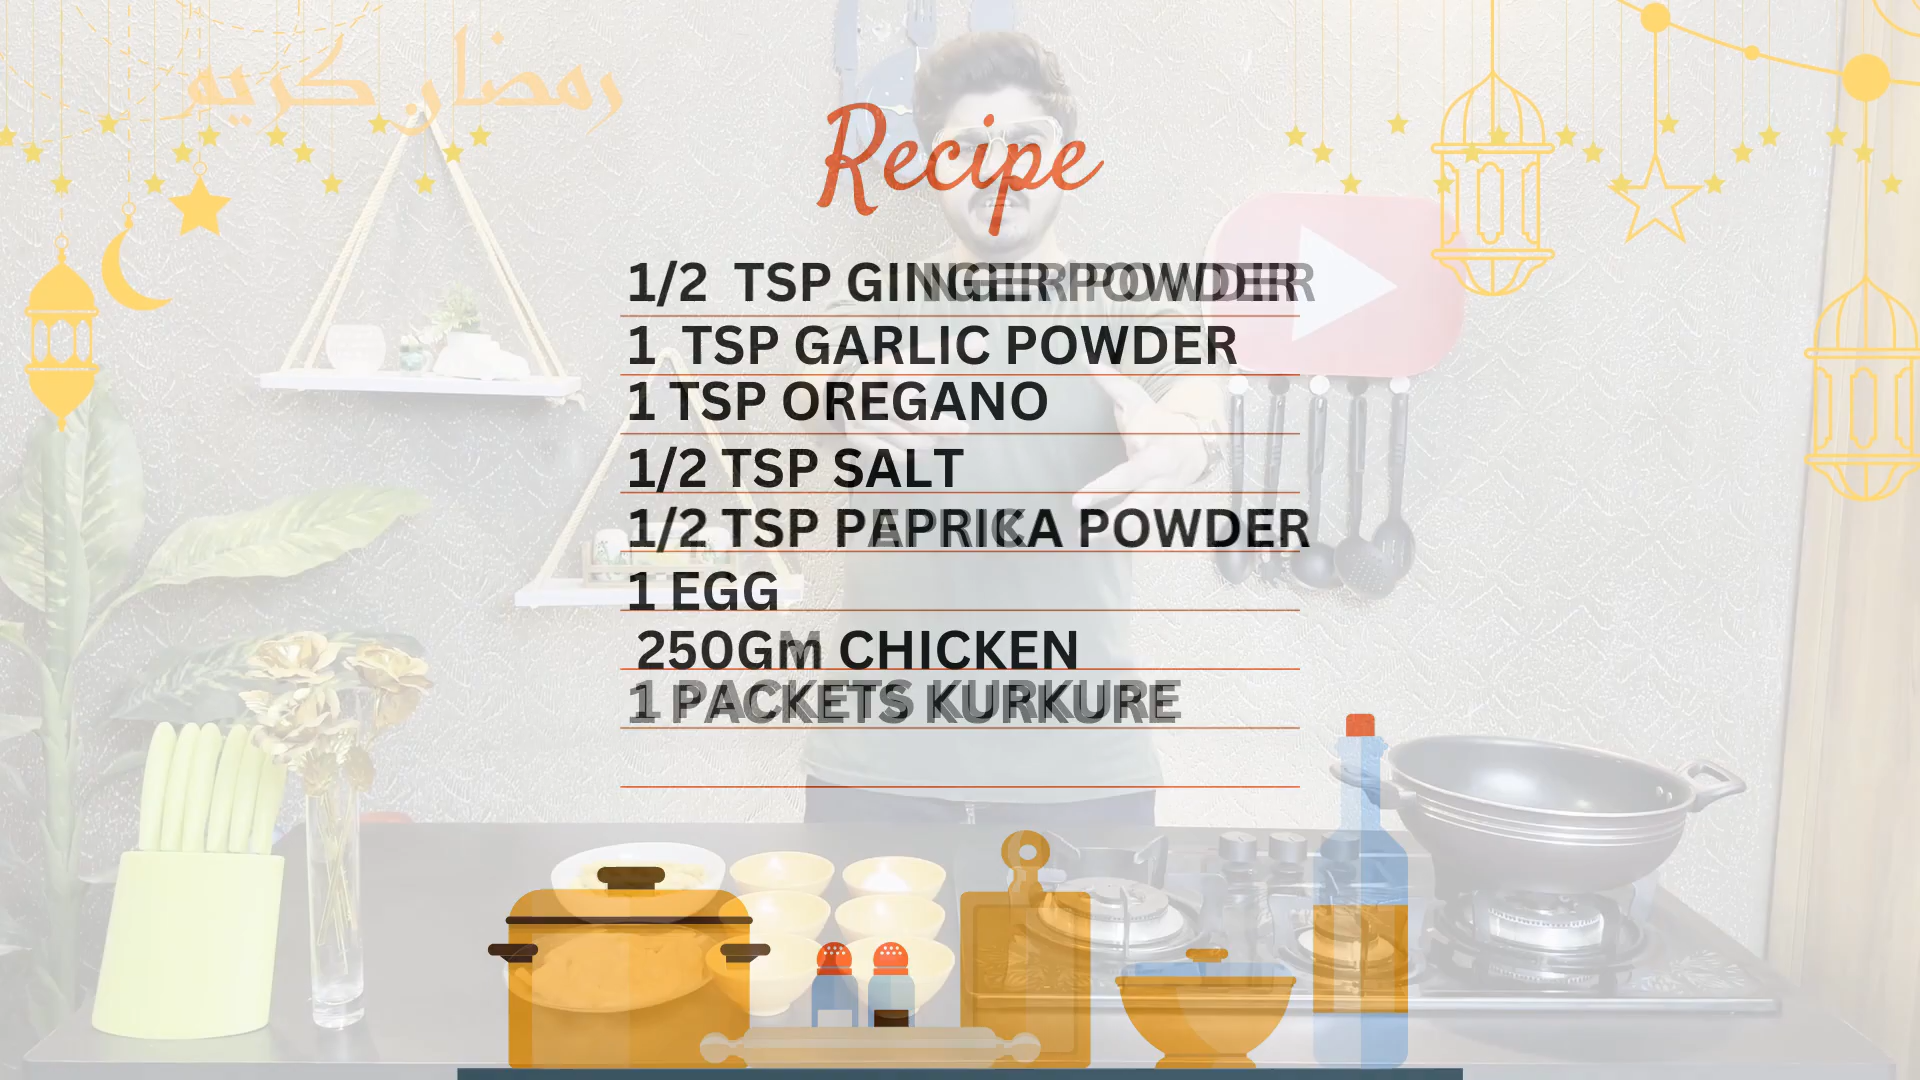 رمضان كريم
Recipe
1/2 TSP GINGER POWDER
1 TSP GARLIC POWDER
1 TSP OREGANO
1/2 TSP SALT
1/2 TSP PAPRIKA POWDER
1 EGG
250GM CHICKEN
1 PACKETS KURKURE